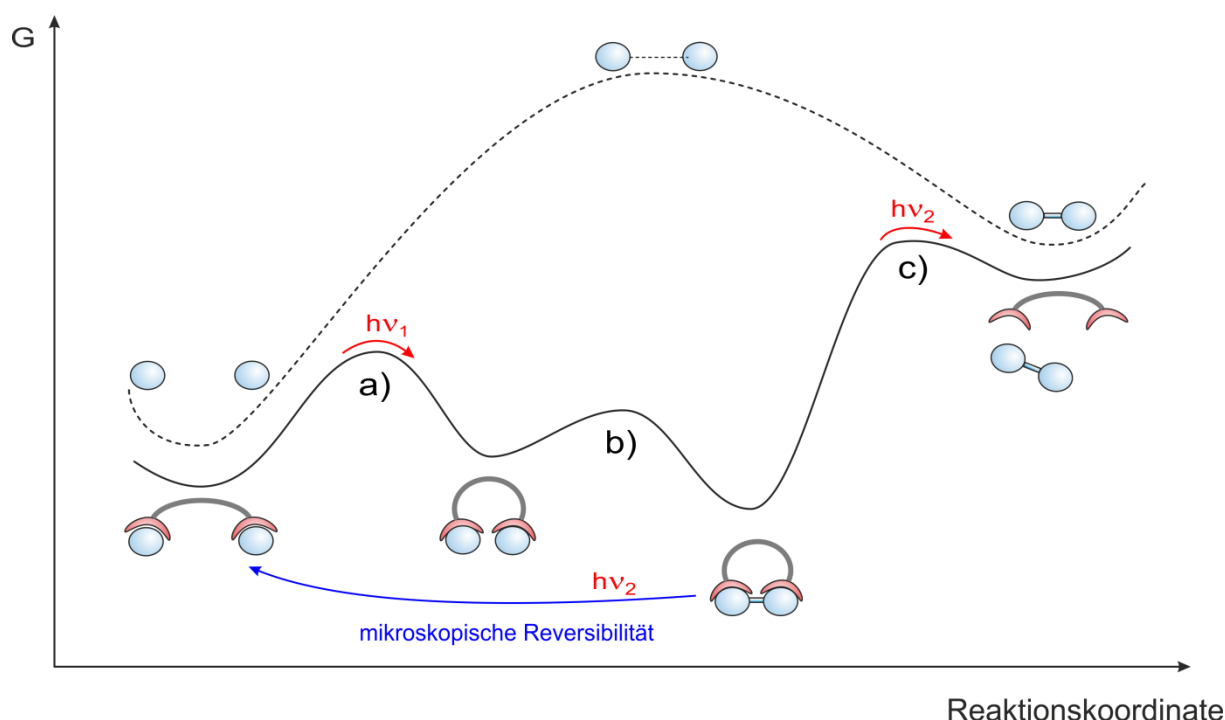 G
hν₂
c)
hν₁
a)
b)
hν₂
mikroskopische Reversibilität
Reaktionskoordinate